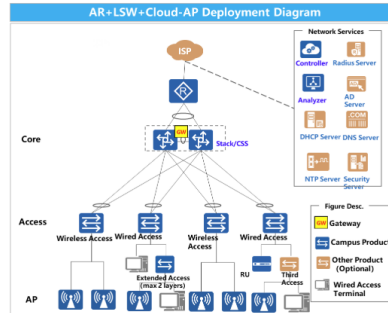 AR+LSW+Cloud-AP Deployment Diagram
ISP
Network Services
Controller Radius Server
Analyzer AD
Server
DHCP Server DNS Server
.COM
NTP Server Security
Server
R
GW
Stack/CSS
Core
Access
Wireless Access
Wired Access
Wireless
Access
Wired Access
Extended Access
(max 2 layers)
RU
Third
Access
AP
Figure Desc.
GW Gateway
Campus Product
Other Product
(Optional)
Wired Access
Terminal